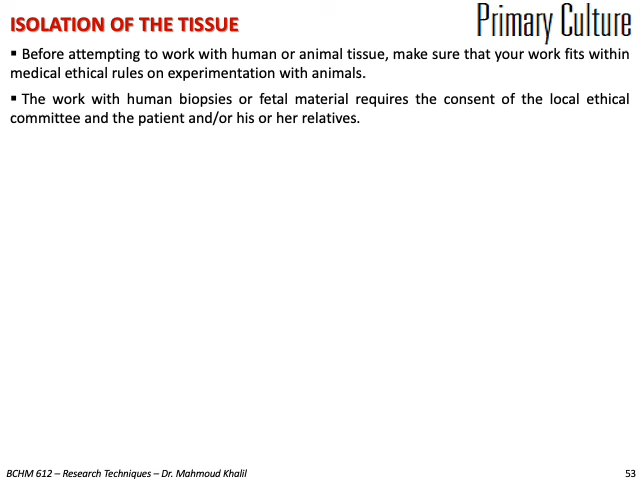 ISOLATION OF THE TISSUE
Primary Culture
▪ Before attempting to work with human or animal tissue, make sure that your work fits within
medical ethical rules on experimentation with animals.
▪ The work with human biopsies or fetal material requires the consent of the local ethical
committee and the patient and/or his or her relatives.
BCHM 612 – Research Techniques – Dr. Mahmoud Khalil
53